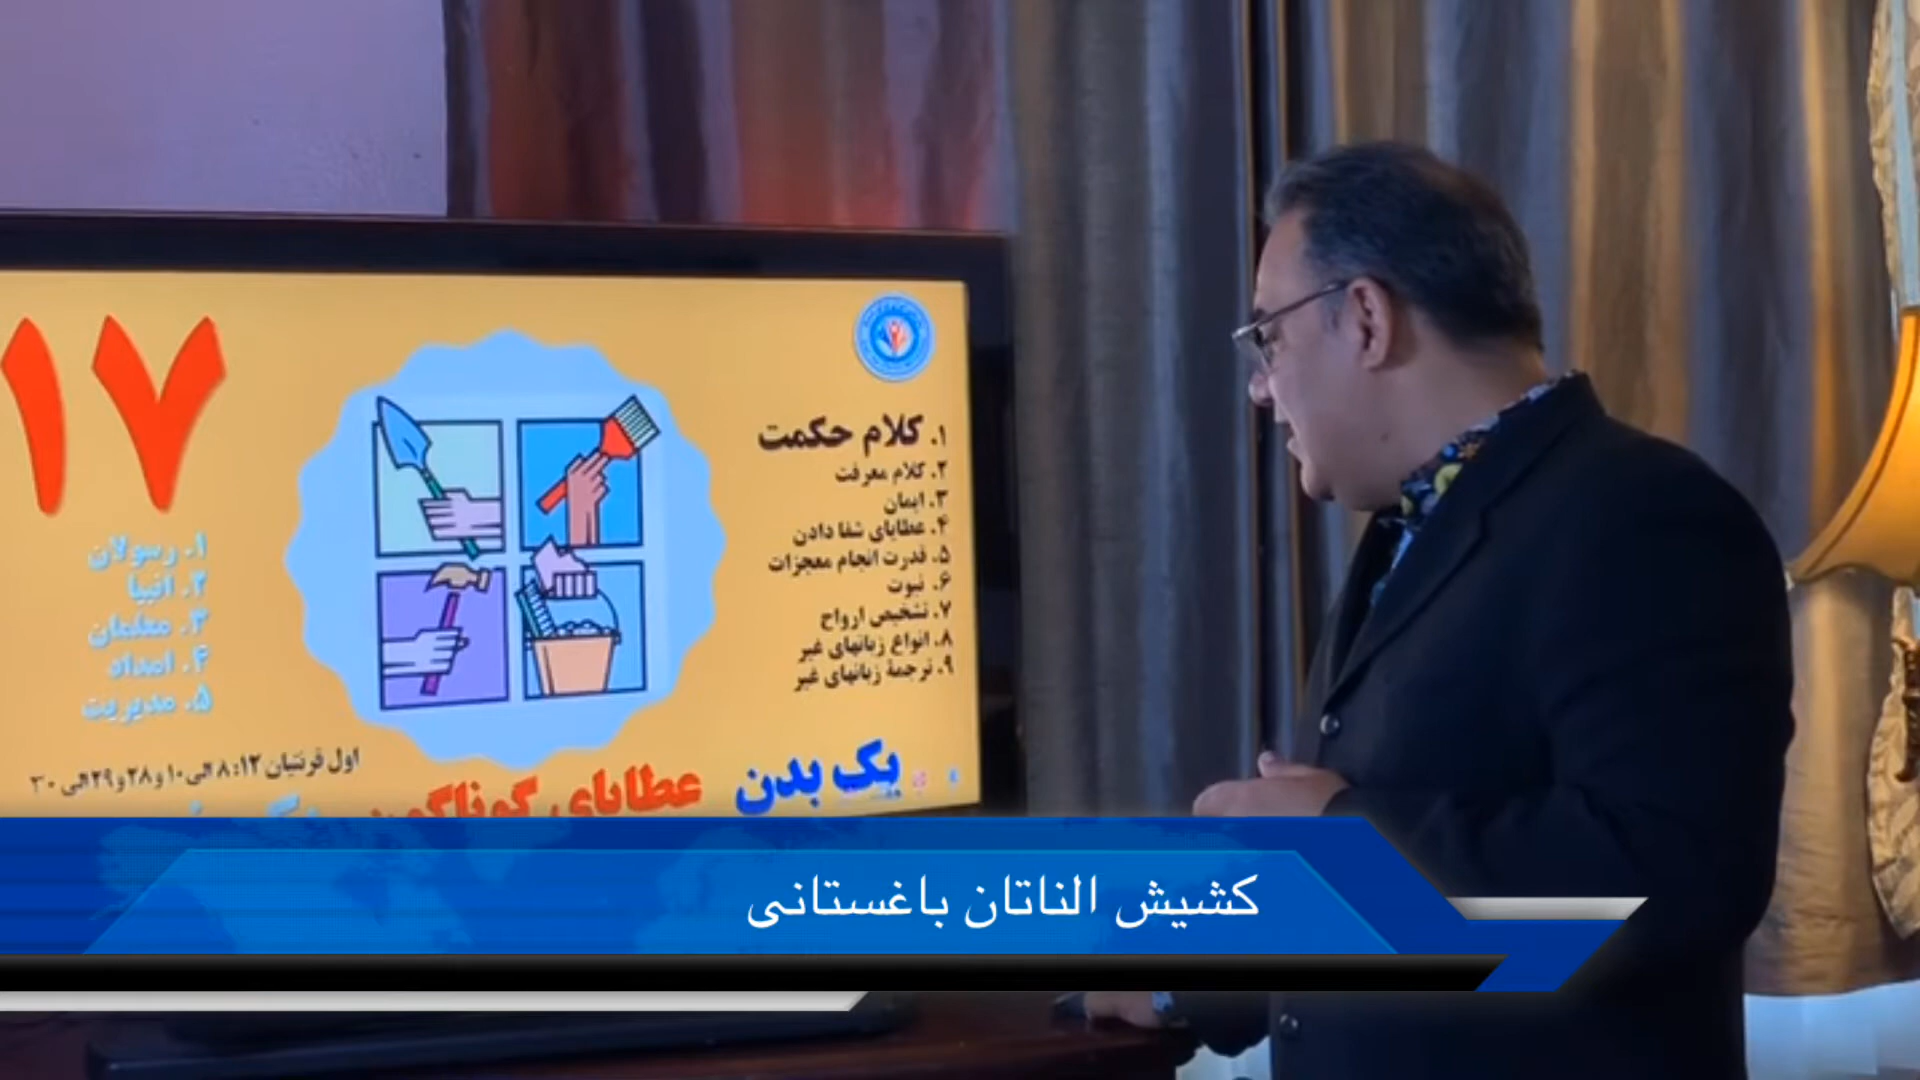 ۱۷
۱. کلام حکمت
۲. کلام معرفت
۳. ایمان
۴. عطایای شفا دادن
۵. قدرت انجام معجزات
۶. نبوت
۷. تشخیص ارواح
۸. انواع زبانهای غیر
۹. ترجمهٔ زبانهای غیر
۱. رسولان
۲. انبیا
۳. معلمان
۴. امداد
۵. مدیریت
اول قرنتیان ۱۲: ۸ الی ۱۰ و ۲۸ و ۲۹ الی ۳۰
یک بدن عطایای گوناگون
کشیش الناتان باغستانی